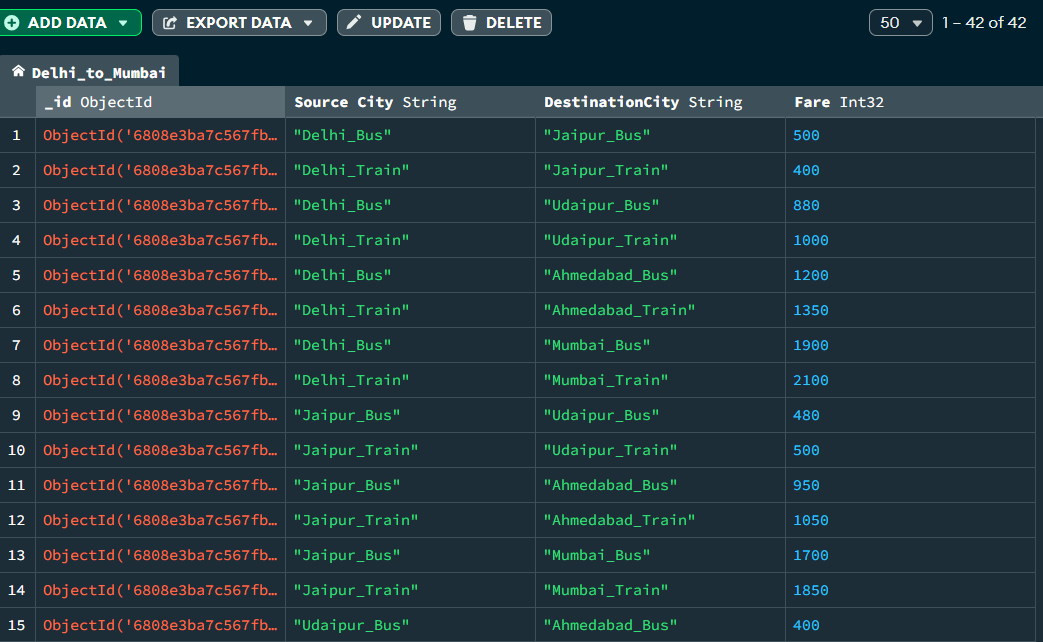 ADD DATA EXPORT DATA UPDATE DELETE 50 1 – 42 of 42
Delhi_to_Mumbai
_id ObjectId Source City String DestinationCity String Fare Int32
1 ObjectId('6808e3ba7c567fb… "Delhi_Bus" "Jaipur_Bus" 500
2 ObjectId('6808e3ba7c567fb… "Delhi_Train" "Jaipur_Train" 400
3 ObjectId('6808e3ba7c567fb… "Delhi_Bus" "Udaipur_Bus" 880
4 ObjectId('6808e3ba7c567fb… "Delhi_Train" "Udaipur_Train" 1000
5 ObjectId('6808e3ba7c567fb… "Delhi_Bus" "Ahmedabad_Bus" 1200
6 ObjectId('6808e3ba7c567fb… "Delhi_Train" "Ahmedabad_Train" 1350
7 ObjectId('6808e3ba7c567fb… "Delhi_Bus" "Mumbai_Bus" 1900
8 ObjectId('6808e3ba7c567fb… "Delhi_Train" "Mumbai_Train" 2100
9 ObjectId('6808e3ba7c567fb… "Jaipur_Bus" "Udaipur_Bus" 480
10 ObjectId('6808e3ba7c567fb… "Jaipur_Train" "Udaipur_Train" 500
11 ObjectId('6808e3ba7c567fb… "Jaipur_Bus" "Ahmedabad_Bus" 950
12 ObjectId('6808e3ba7c567fb… "Jaipur_Train" "Ahmedabad_Train" 1050
13 ObjectId('6808e3ba7c567fb… "Jaipur_Bus" "Mumbai_Bus" 1700
14 ObjectId('6808e3ba7c567fb… "Jaipur_Train" "Mumbai_Train" 1850
15 ObjectId('6808e3ba7c567fb… "Udaipur_Bus" "Ahmedabad_Bus" 400